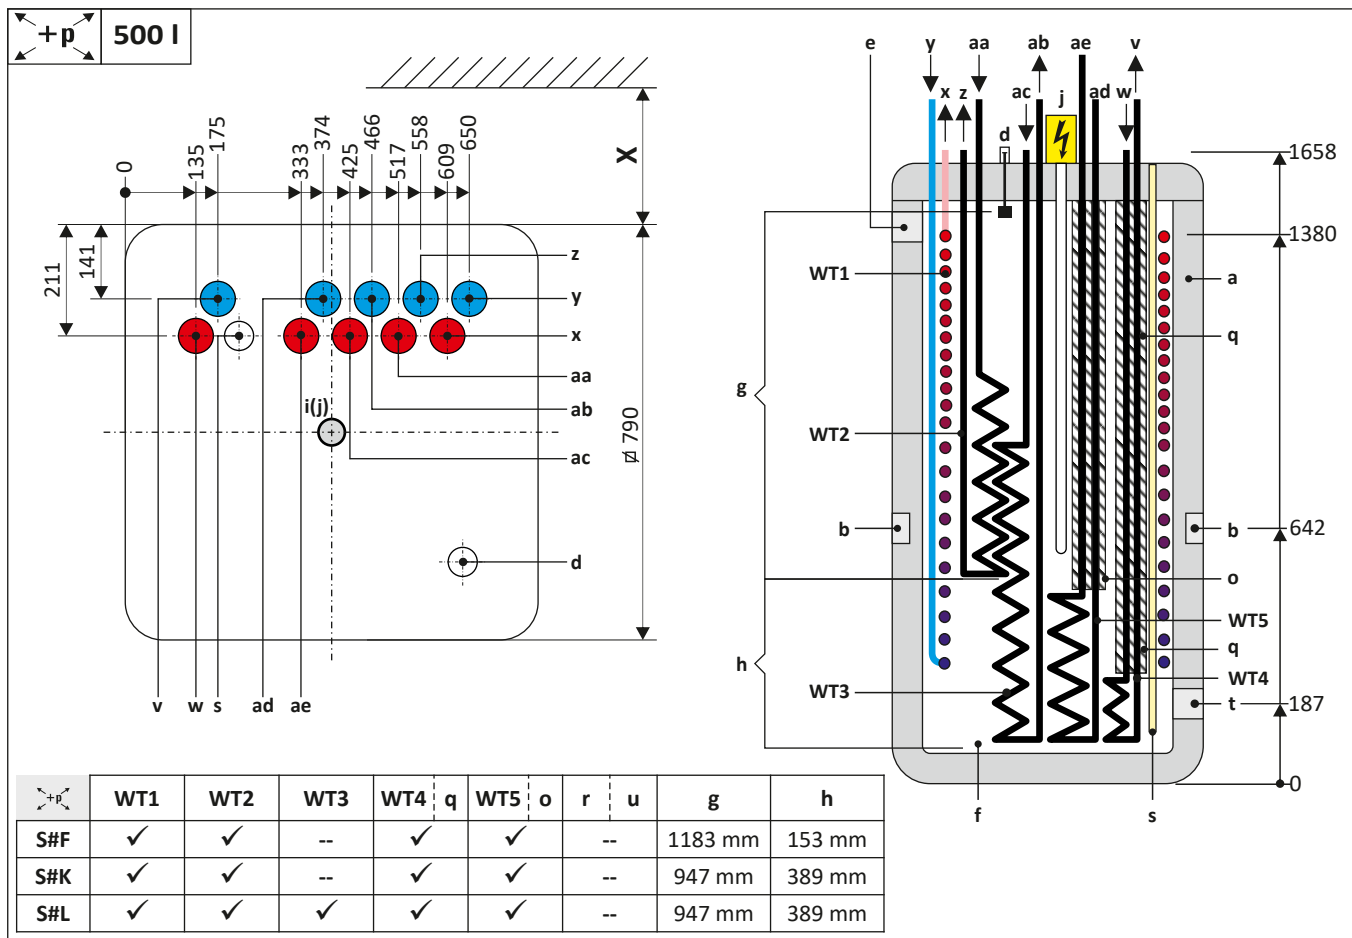 +p 500 l
0
135
175
333
374
425
466
517
558
609
650
X
211
141
⌀ 790
z
y
x
aa
ab
ac
d
i(j)
v w s ad ae
e y aa ab ae v
x z d ac j ad w
1658
1380
642
187
0
WT1
WT2
WT3
g
h
b
a
q
b
o
WT5
q
WT4
t
f
s
+p WT1 WT2 WT3 WT4 q WT5 o r u g h
S#F ✓ ✓ -- ✓ ✓ -- 1183 mm 153 mm
S#K ✓ ✓ -- ✓ ✓ -- 947 mm 389 mm
S#L ✓ ✓ ✓ ✓ ✓ -- 947 mm 389 mm